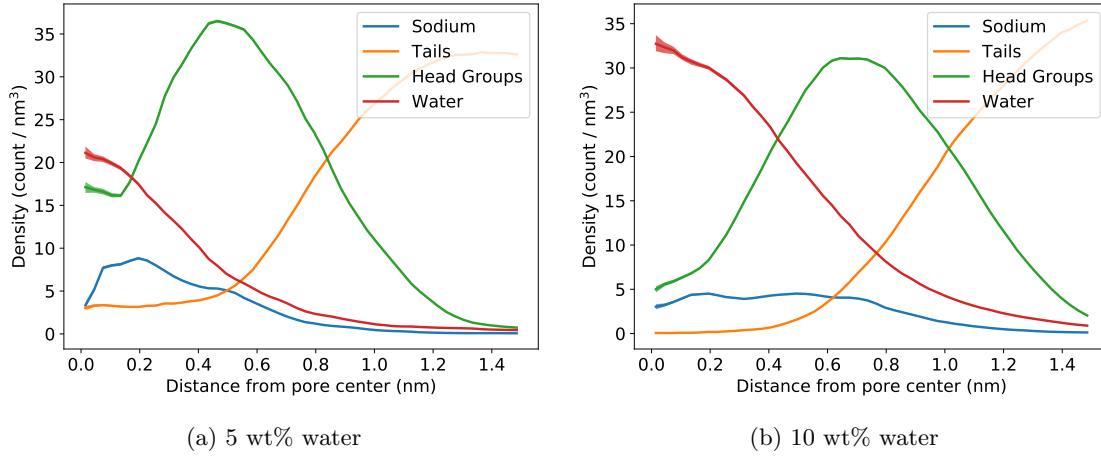 35
30
25
20
15
10
5
0
Density (count / nm³)
0.0 0.2 0.4 0.6 0.8 1.0 1.2 1.4
Distance from pore center (nm)
Sodium
Tails
Head Groups
Water
(a) 5 wt% water
35
30
25
20
15
10
5
0
Density (count / nm³)
0.0 0.2 0.4 0.6 0.8 1.0 1.2 1.4
Distance from pore center (nm)
Sodium
Tails
Head Groups
Water
(b) 10 wt% water